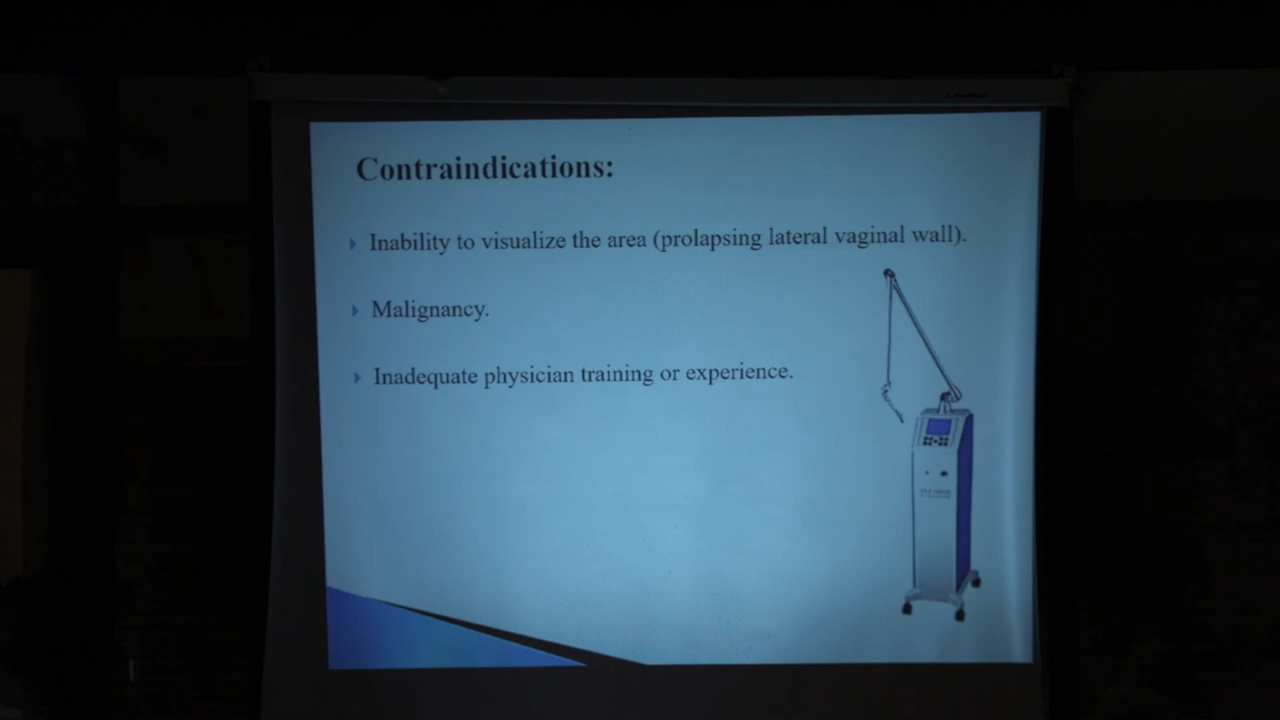 Contraindications:
Inability to visualize the area (prolapsing lateral vaginal wall).
Malignancy.
Inadequate physician training or experience.